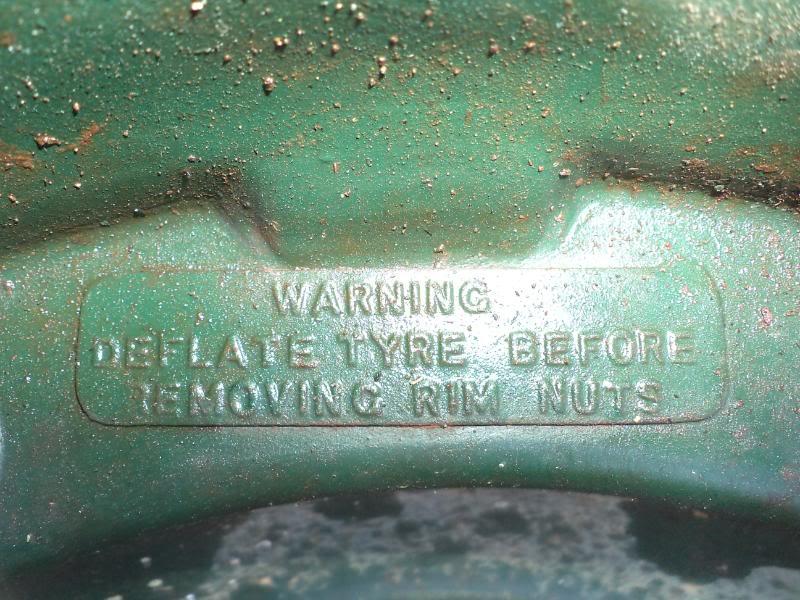 WARNING
DEFLATE TYRE BEFORE
REMOVING RIM NUTS